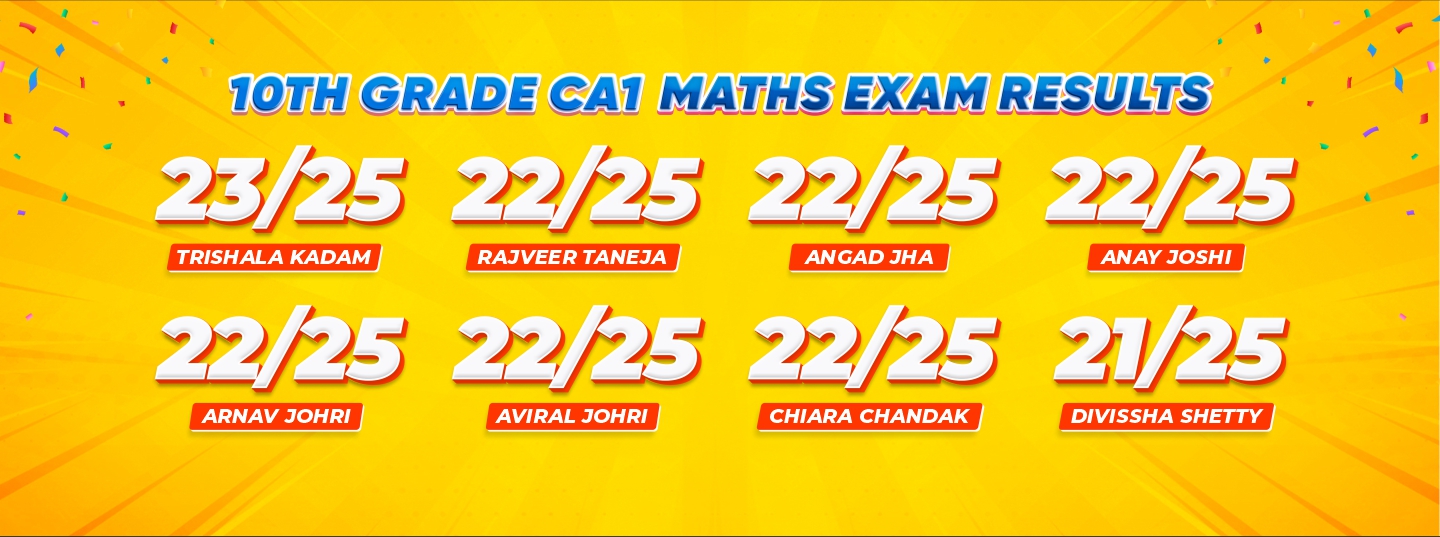 10TH GRADE CA1 MATHS EXAM RESULTS
23/25 22/25 22/25 22/25
TRISHALA KADAM RAJVEER TANEJA ANGAD JHA ANAY JOSHI
22/25 22/25 22/25 21/25
ARNAV JOHRI AVIRAL JOHRI CHIARA CHANDAK DIVISSHA SHETTY